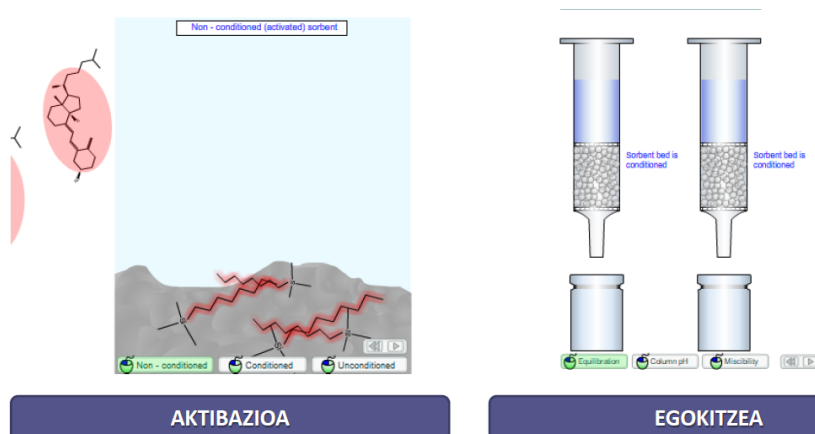 Non - conditioned (activated) sorbent
Sorbent bed is
conditioned
Sorbent bed is
conditioned
Non - conditioned
Conditioned
Unconditioned
Equilibration
Column pH
Miscibility
AKTIBAZIOA
EGOKITZEA